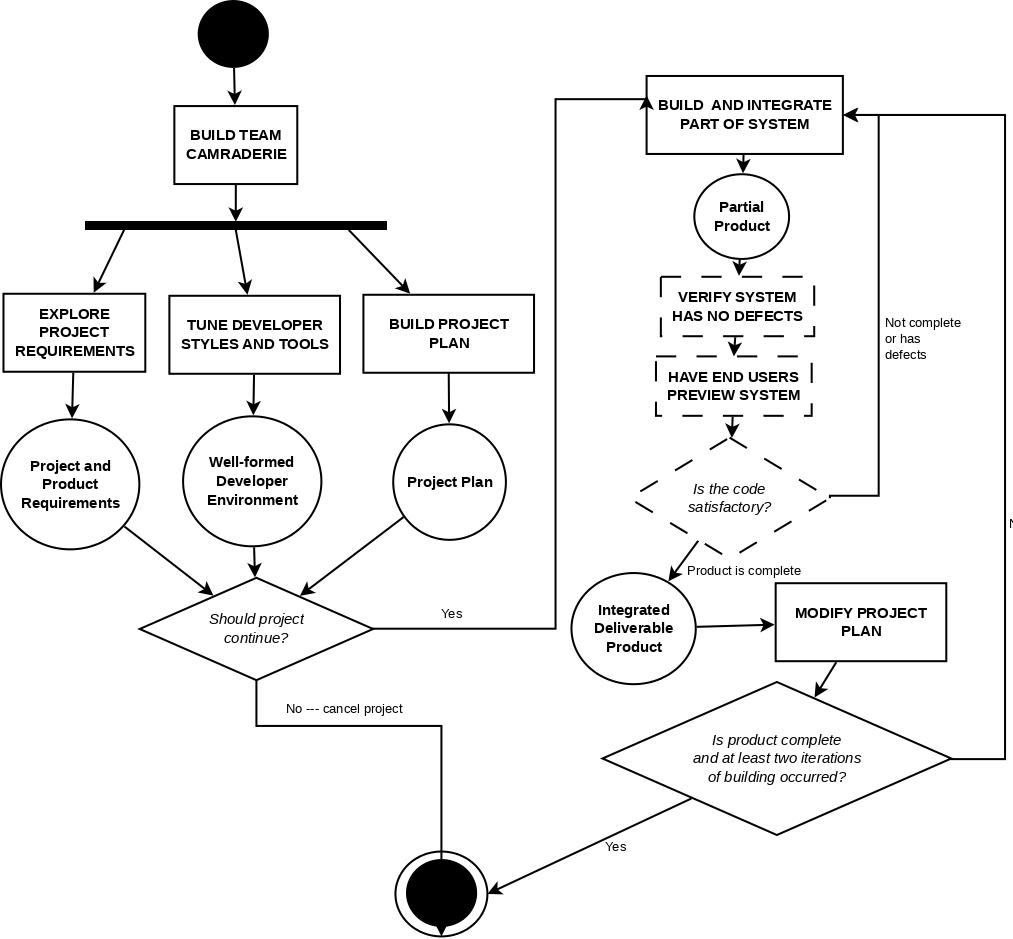 BUILD TEAM
CAMRADERIE
EXPLORE
PROJECT
REQUIREMENTS
TUNE DEVELOPER
STYLES AND TOOLS
BUILD PROJECT
PLAN
Project and
Product
Requirements
Well-formed
Developer
Environment
Project Plan
Should project
continue?
Yes
No --- cancel project
BUILD  AND INTEGRATE
PART OF SYSTEM
Partial
Product
VERIFY SYSTEM
HAS NO DEFECTS
HAVE END USERS
PREVIEW SYSTEM
Not complete
or has
defects
Is the code
satisfactory?
Product is complete
Integrated
Deliverable
Product
MODIFY PROJECT
PLAN
Is product complete
and at least two iterations
of building occurred?
Yes